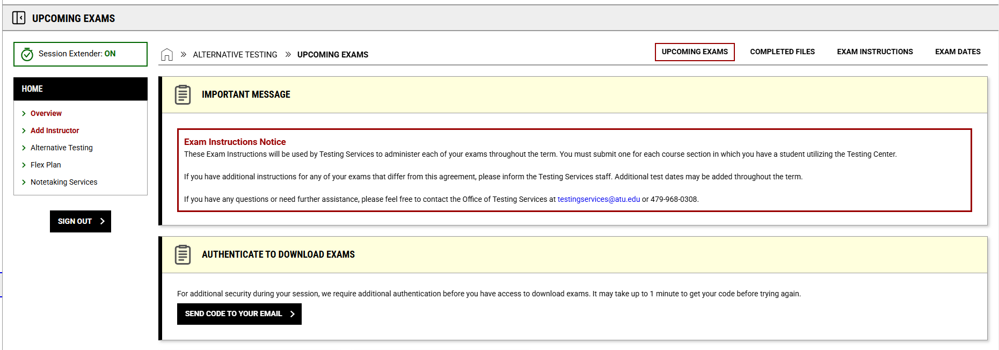 UPCOMING EXAMS
Session Extender: ON
HOME
Overview
Add Instructor
Alternative Testing
Flex Plan
Notetaking Services
SIGN OUT
ALTERNATIVE TESTING » UPCOMING EXAMS
UPCOMING EXAMS
COMPLETED FILES
EXAM INSTRUCTIONS
EXAM DATES
IMPORTANT MESSAGE
Exam Instructions Notice
These Exam Instructions will be used by Testing Services to administer each of your exams throughout the term. You must submit one for each course section in which you have a student utilizing the Testing Center.
If you have additional instructions for any of your exams that differ from this agreement, please inform the Testing Services staff. Additional test dates may be added throughout the term.
If you have any questions or need further assistance, please feel free to contact the Office of Testing Services at testingservices@atu.edu or 479-968-0308.
AUTHENTICATE TO DOWNLOAD EXAMS
For additional security during your session, we require additional authentication before you have access to download exams. It may take up to 1 minute to get your code before trying again.
SEND CODE TO YOUR EMAIL